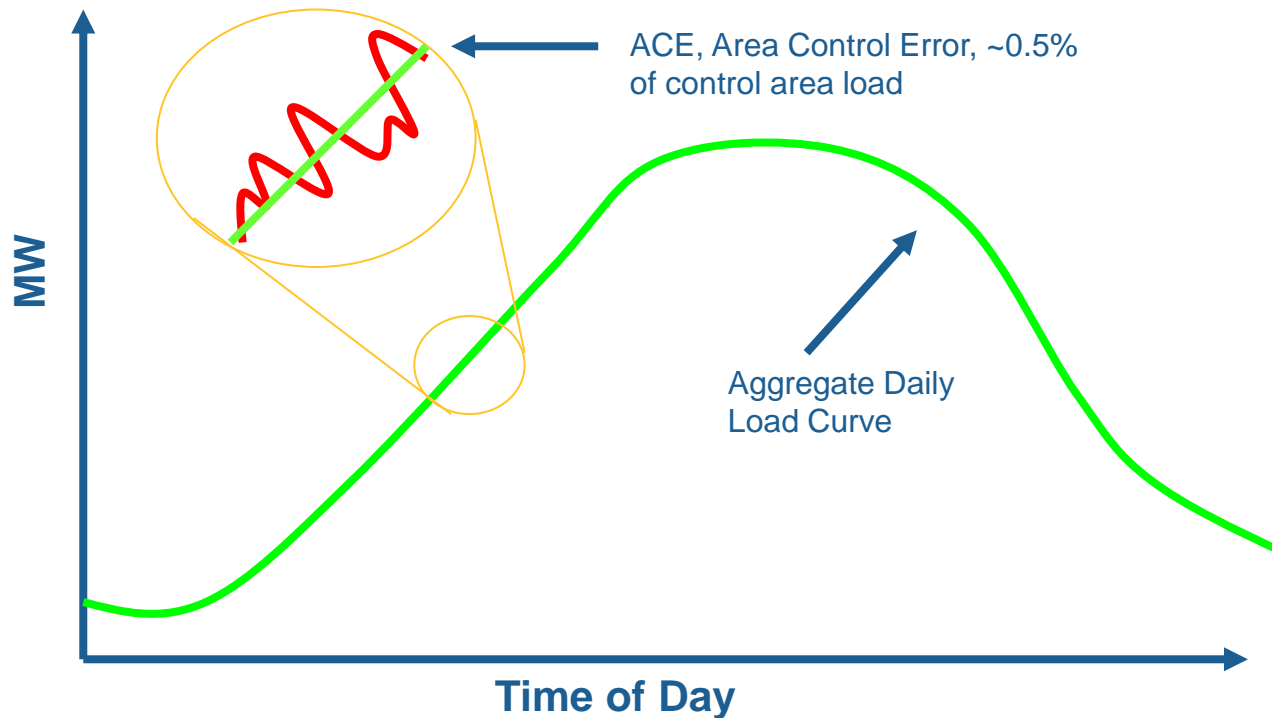 ACE, Area Control Error, ~0.5%
of control area load
MW
Aggregate Daily
Load Curve
Time of Day